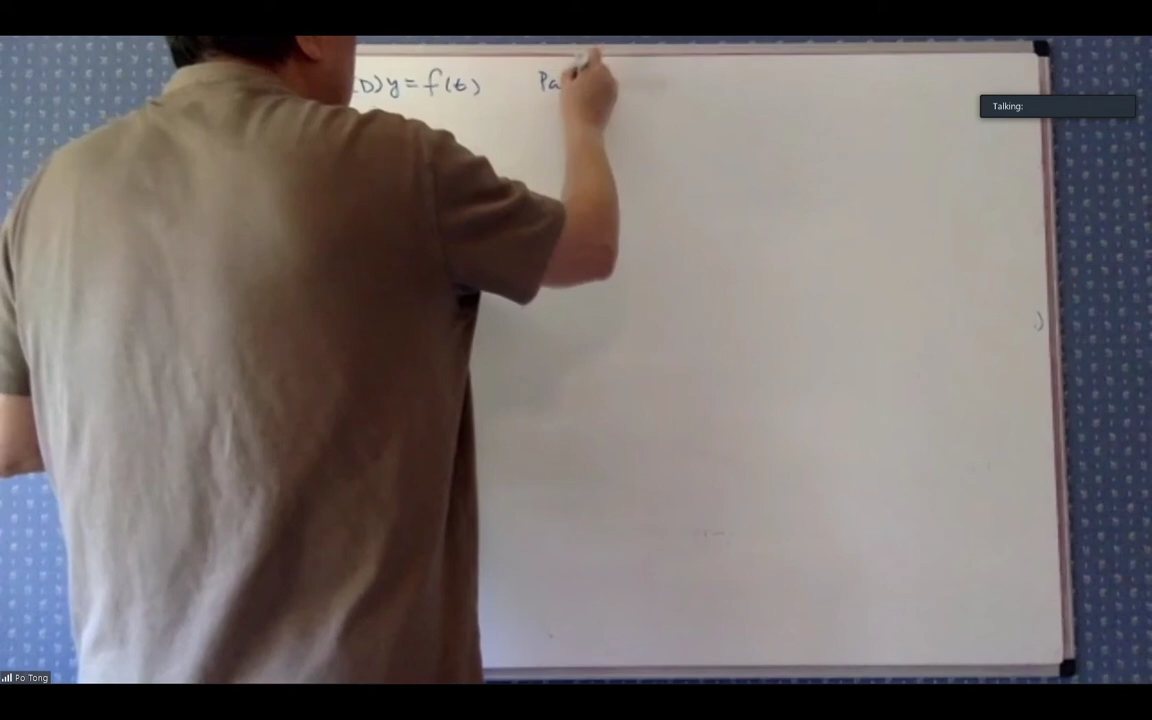 (D)y = f(t) Pa
Talking:
Po Tong